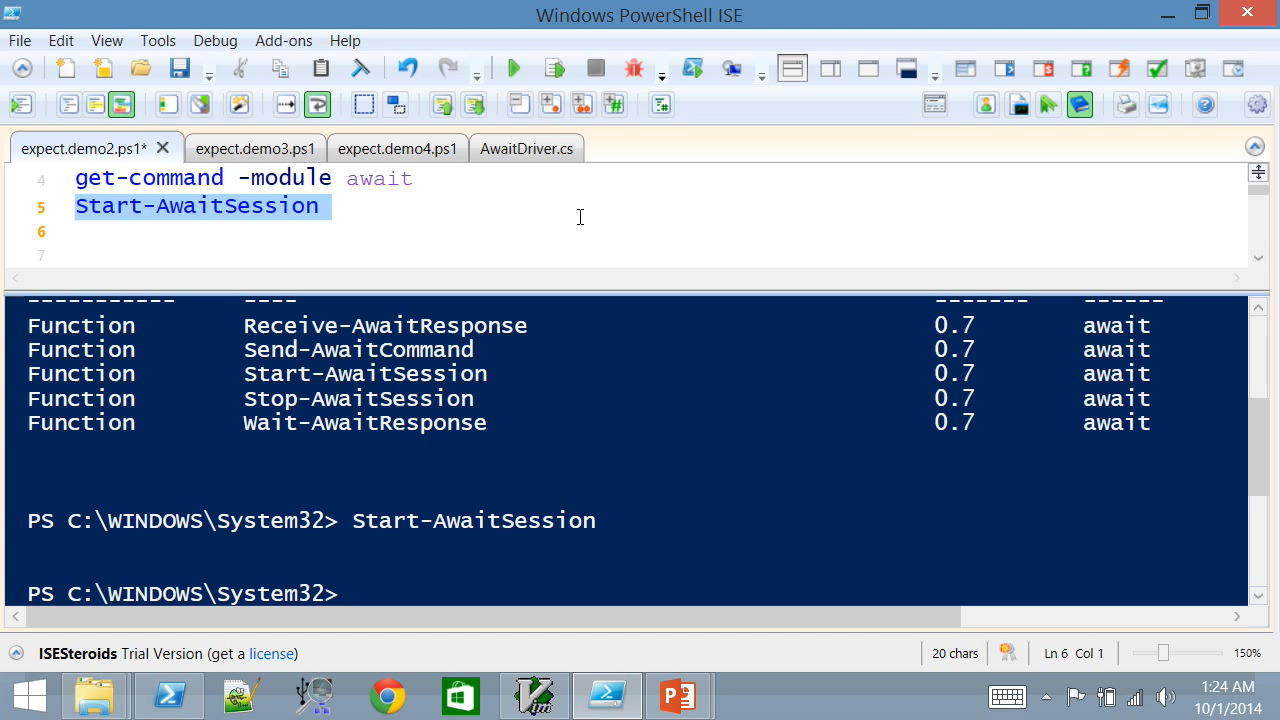 Windows PowerShell ISE
File Edit View Tools Debug Add-ons Help
expect.demo2.ps1* expect.demo3.ps1 expect.demo4.ps1 AwaitDriver.cs
4 get-command -module await
5 Start-AwaitSession
6
7
----------- ---- ------- ------
Function Receive-AwaitResponse 0.7 await
Function Send-AwaitCommand 0.7 await
Function Start-AwaitSession 0.7 await
Function Stop-AwaitSession 0.7 await
Function Wait-AwaitResponse 0.7 await
PS C:\WINDOWS\System32> Start-AwaitSession
PS C:\WINDOWS\System32>
ISESteroids Trial Version (get a license) 20 chars Ln 6 Col 1 150%
1:24 AM
10/1/2014